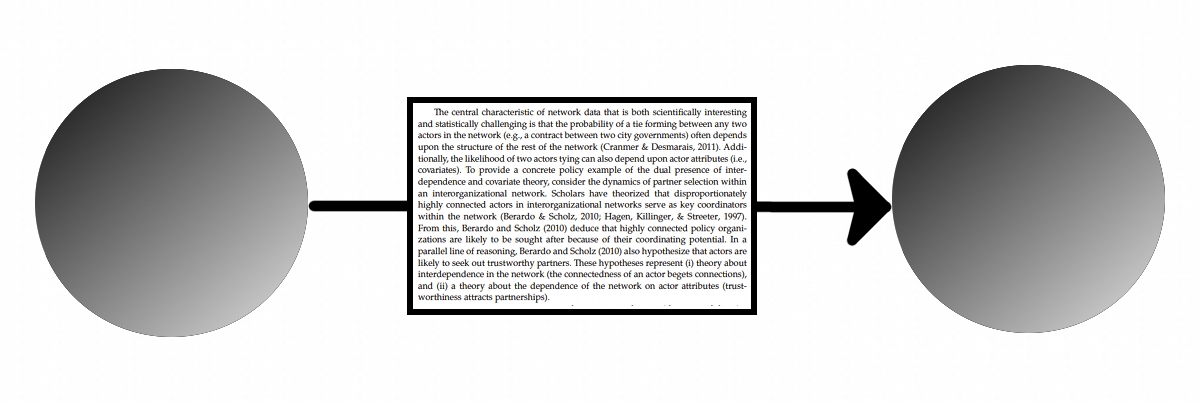 The central characteristic of network data that is both scientifically interesting
and statistically challenging is that the probability of a tie forming between any two
actors in the network (e.g., a contract between two city governments) often depends
upon the structure of the rest of the network (Cranmer & Desmarais, 2011). Addi-
tionally, the likelihood of two actors tying can also depend upon actor attributes (i.e.,
covariates). To provide a concrete policy example of the dual presence of inter-
dependence and covariate theory, consider the dynamics of partner selection within
an interorganizational network. Scholars have theorized that disproportionately
highly connected actors in interorganizational networks serve as key coordinators
within the network (Berardo & Scholz, 2010; Hagen, Killinger, & Streeter, 1997).
From this, Berardo and Scholz (2010) deduce that highly connected policy organi-
zations are likely to be sought after because of their coordinating potential. In a
parallel line of reasoning, Berardo and Scholz (2010) also hypothesize that actors are
likely to seek out trustworthy partners. These hypotheses represent (i) theory about
interdependence in the network (the connectedness of an actor begets connections),
and (ii) a theory about the dependence of the network on actor attributes (trust-
worthiness attracts partnerships).